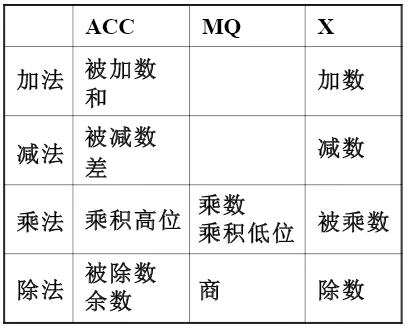 ACC MQ X
加法 被加数 加数
和
减法 被减数 减数
差
乘法 乘积高位 乘数 被乘数
乘积低位
除法 被除数 商 除数
余数